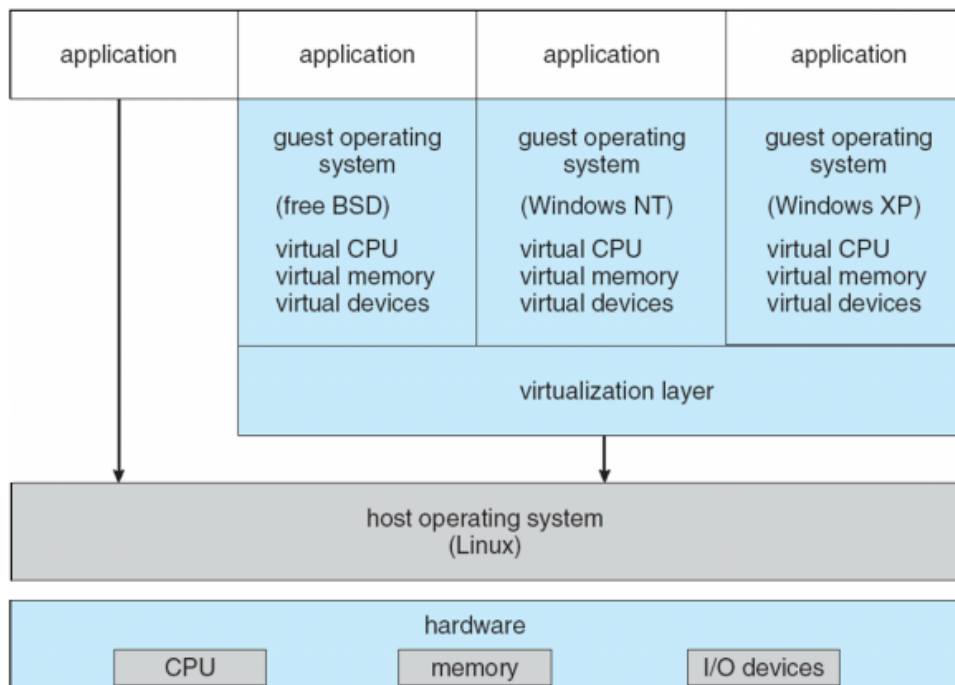 application
application
application
application
guest operating
system
(free BSD)
virtual CPU
virtual memory
virtual devices
guest operating
system
(Windows NT)
virtual CPU
virtual memory
virtual devices
guest operating
system
(Windows XP)
virtual CPU
virtual memory
virtual devices
virtualization layer
host operating system
(Linux)
hardware
CPU
memory
I/O devices